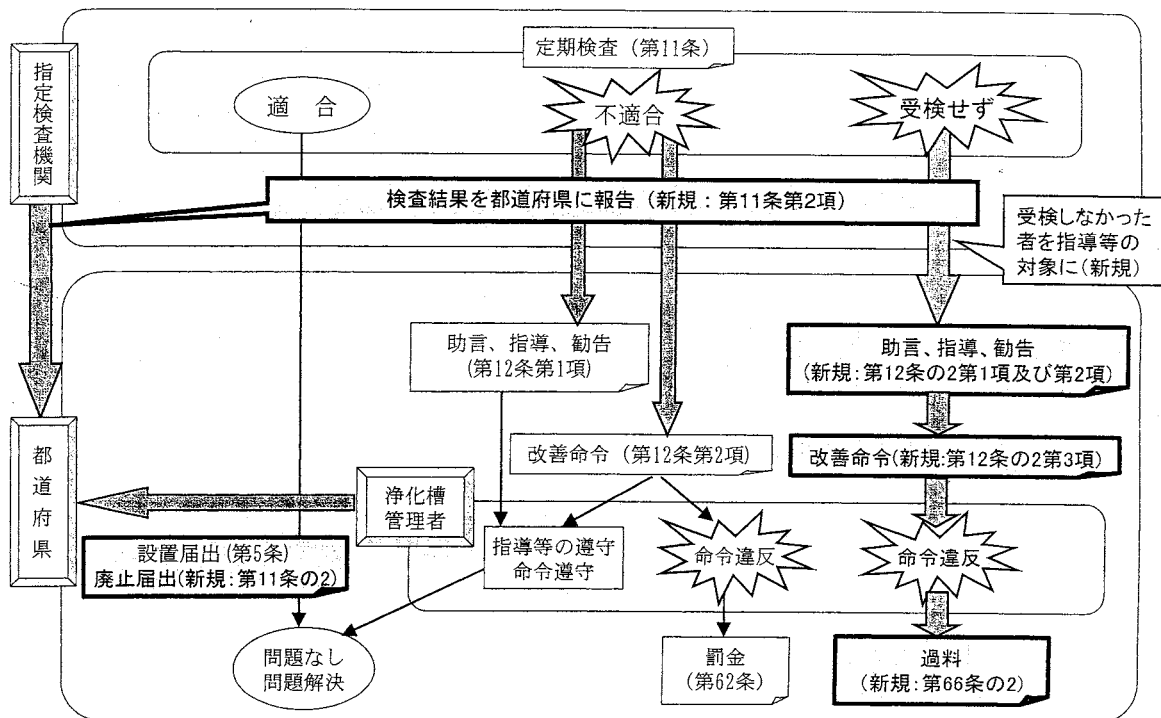 定期検査（第11条）
指定検査機関
適　合
不適合
受検せず
検査結果を都道府県に報告（新規：第11条第2項）
受検しなかった
者を指導等の
対象に（新規）
助言、指導、勧告
(第12条第1項)
助言、指導、勧告
(新規：第12条の2第1項及び第2項)
改善命令（第12条第2項）
改善命令(新規：第12条の2第3項)
都道府県
浄化槽
管理者
設置届出(第5条)
廃止届出(新規：第11条の2)
指導等の遵守
命令遵守
命令違反
命令違反
問題なし
問題解決
罰金
(第62条)
過料
(新規：第66条の2)